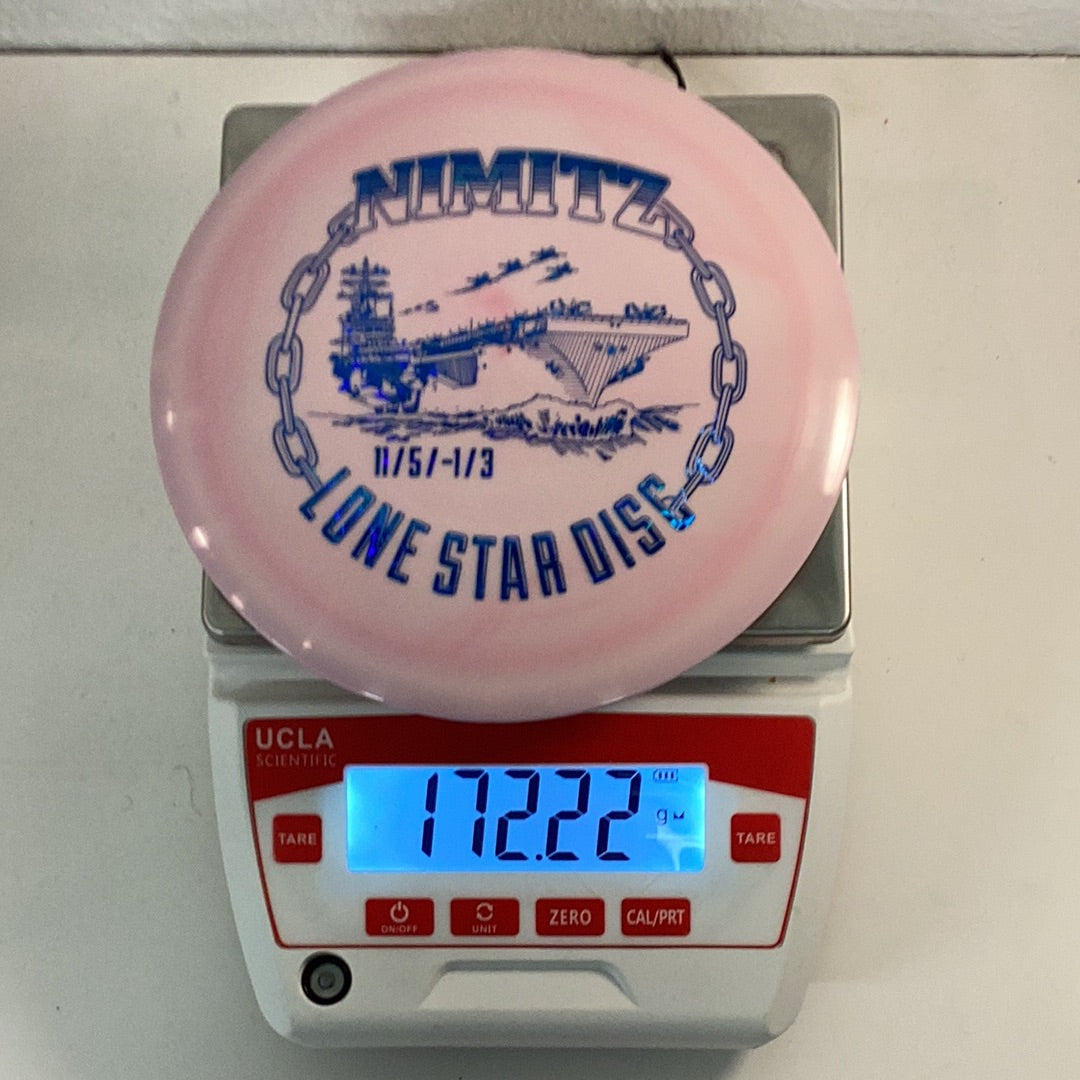 NIMITZ
11/5/-1/3
LONE STAR DISC
UCLA
SCIENTIFIC
172.22
g
TARE
TARE
ON/OFF
UNIT
ZERO
CAL/PRT